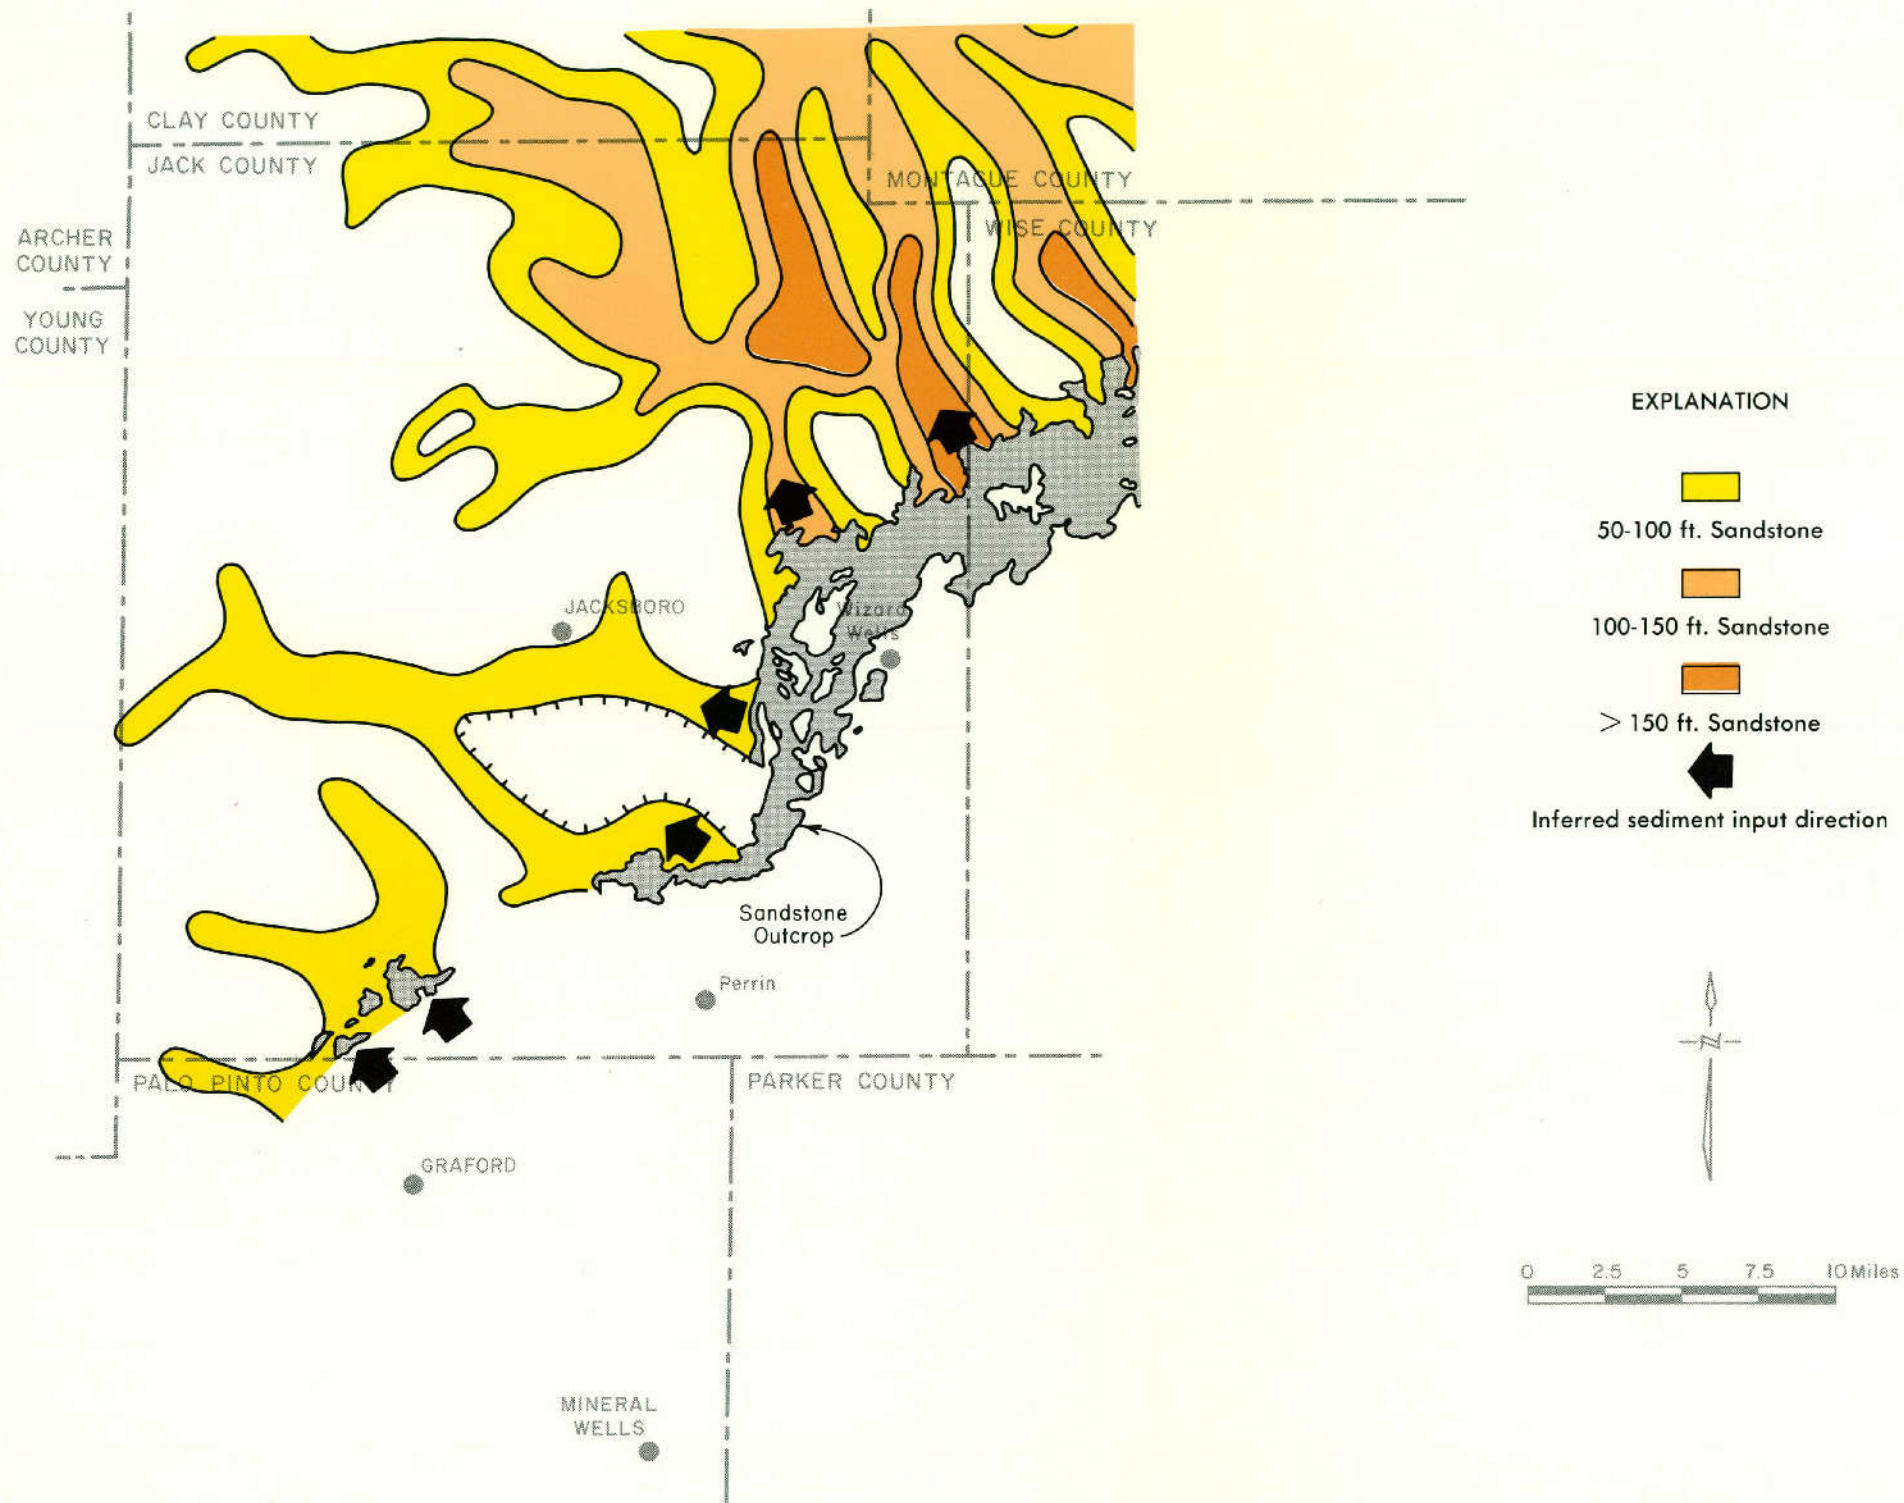 CLAY COUNTY
JACK COUNTY
MONTAGUE COUNTY
WISE COUNTY
ARCHER
COUNTY
YOUNG
COUNTY
JACKSBORO
Wizard
Wells
Sandstone
Outcrop
Perrin
PALO PINTO COUNTY
PARKER COUNTY
GRAFORD
MINERAL
WELLS
EXPLANATION
50-100 ft. Sandstone
100-150 ft. Sandstone
> 150 ft. Sandstone
Inferred sediment input direction
N
0 2.5 5 7.5 10 Miles